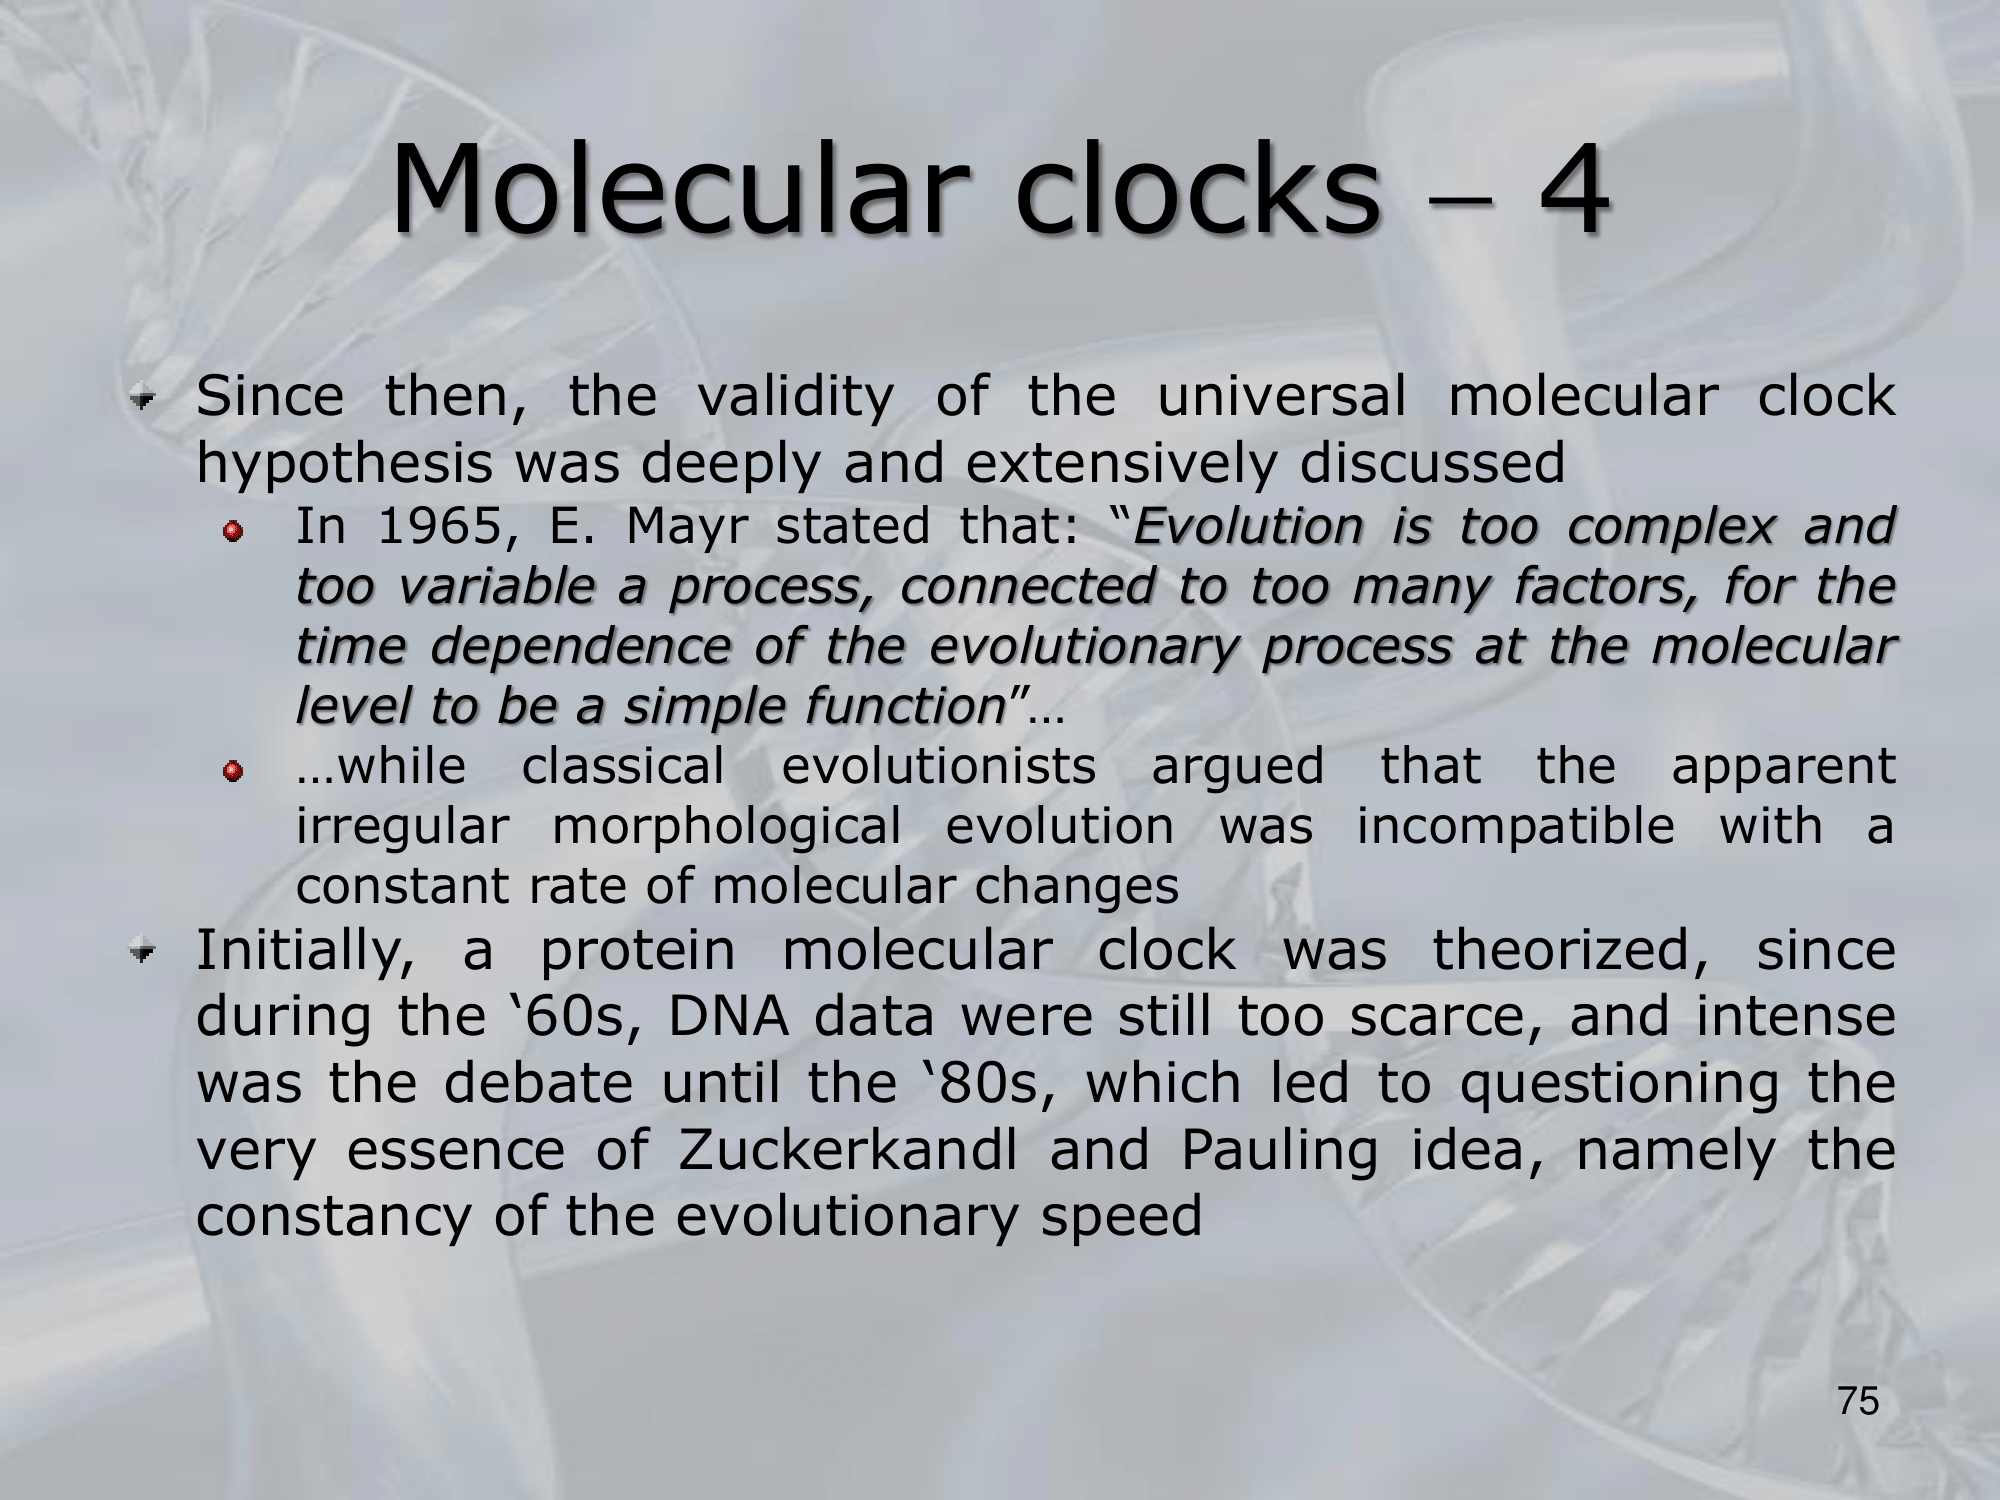 Molecular clocks – 4
Since then, the validity of the universal molecular clock
hypothesis was deeply and extensively discussed
In 1965, E. Mayr stated that: “Evolution is too complex and
too variable a process, connected to too many factors, for the
time dependence of the evolutionary process at the molecular
level to be a simple function”…
…while classical evolutionists argued that the apparent
irregular morphological evolution was incompatible with a
constant rate of molecular changes
Initially, a protein molecular clock was theorized, since
during the ‘60s, DNA data were still too scarce, and intense
was the debate until the ‘80s, which led to questioning the
very essence of Zuckerkandl and Pauling idea, namely the
constancy of the evolutionary speed
75